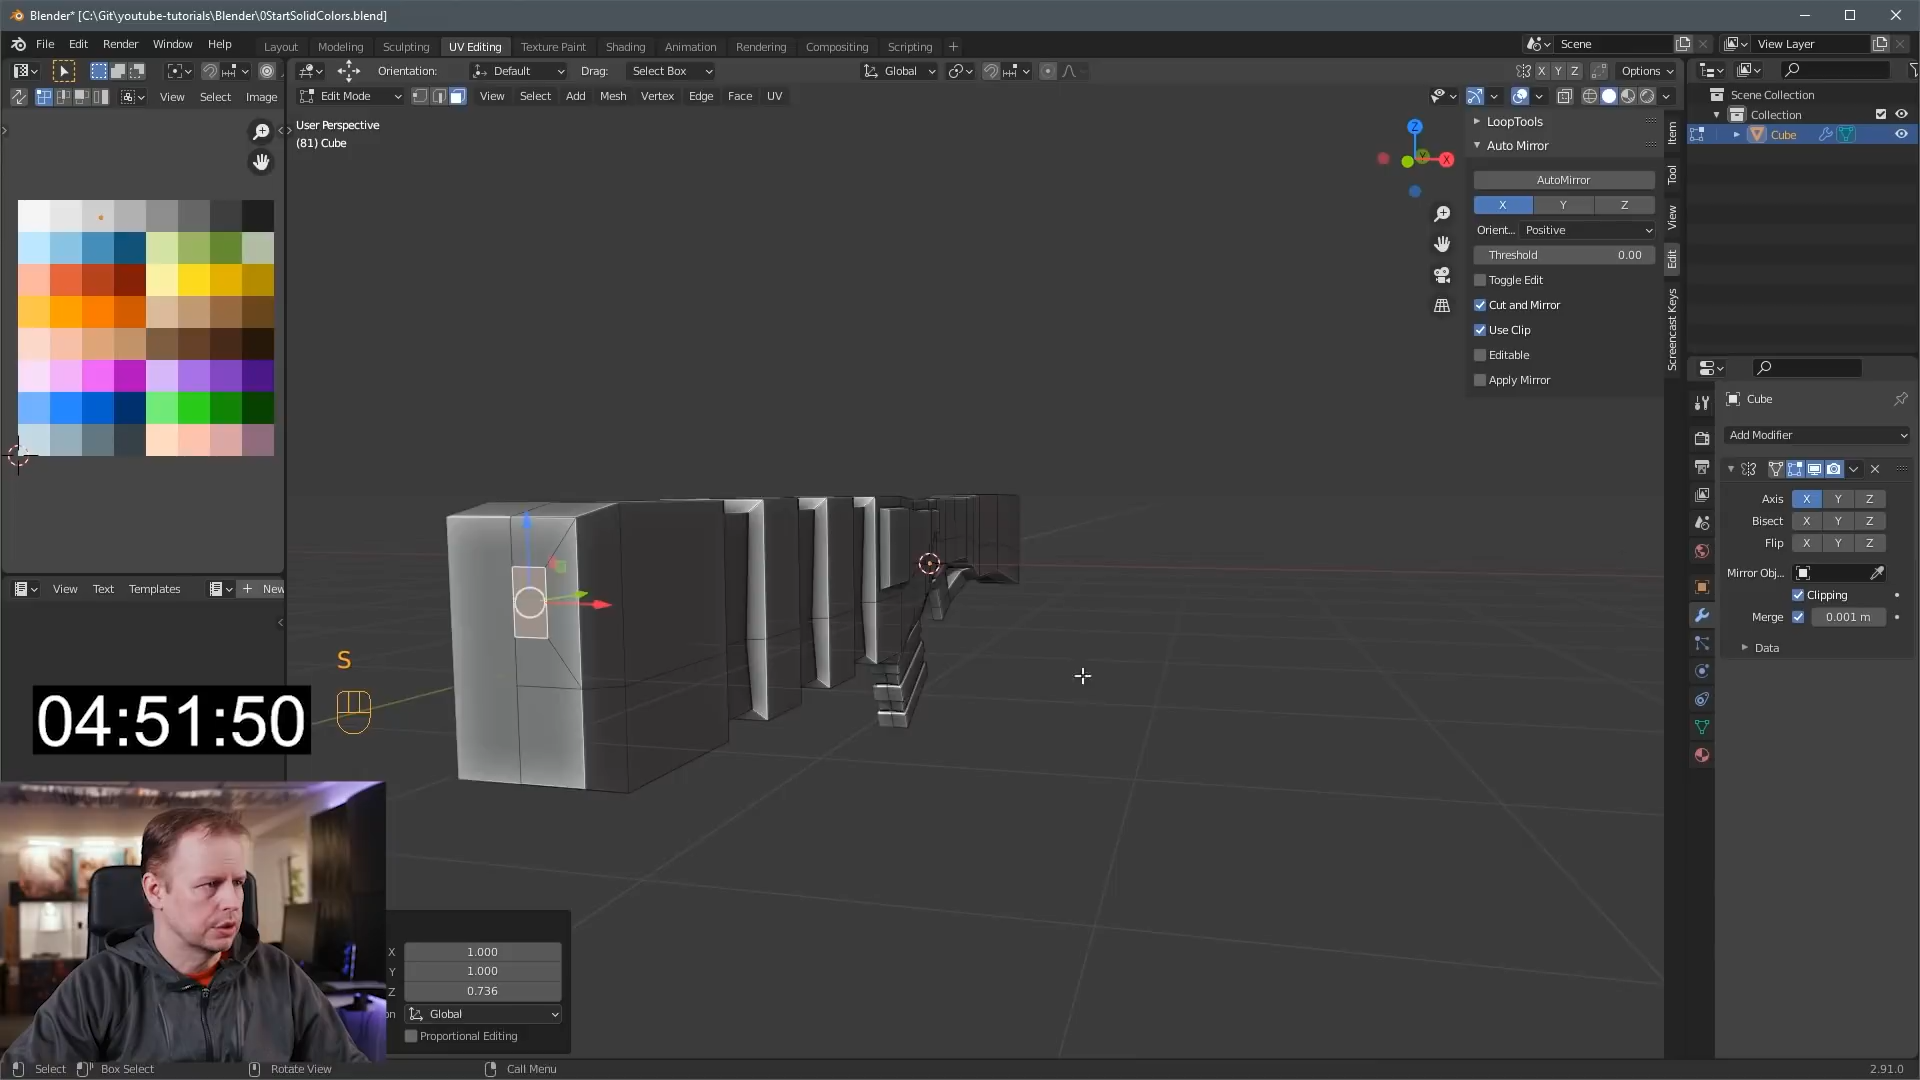 Blender* [C:\Git\youtube-tutorials\Blender\0StartSolidColors.blend]
File Edit Render Window Help
Layout Modeling Sculpting UV Editing Texture Paint Shading Animation Rendering Compositing Scripting
Scene
View Layer
Orientation: Default Drag: Select Box
Global
X Y Z
Options
View Select Image
Edit Mode
View Select Add Mesh Vertex Edge Face UV
User Perspective
(81) Cube
LoopTools
Auto Mirror
AutoMirror
X Y Z
Orient... Positive
Threshold 0.00
Toggle Edit
Cut and Mirror
Use Clip
Editable
Apply Mirror
Item
Tool
View
Edit
Screencast Keys
Z
X
Scene Collection
Collection
Cube
Cube
Add Modifier
Axis X Y Z
Bisect X Y Z
Flip X Y Z
Mirror Obj...
Clipping
Merge 0.001 m
Data
View Text Templates
New
S
04:51:50
X 1.000
Y 1.000
Z 0.736
on Global
Proportional Editing
Select Box Select Rotate View Call Menu
2.91.0